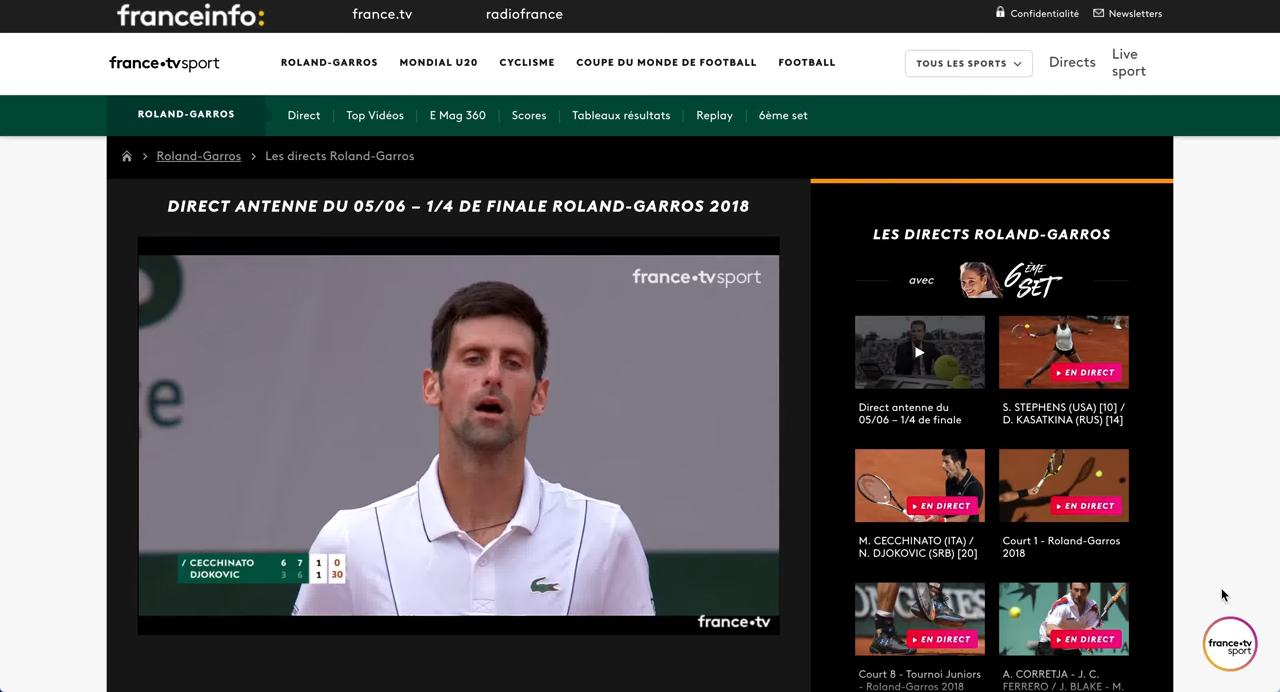 franceinfo:
france.tv
radiofrance
Confidentialité
Newsletters
france•tvsport
ROLAND-GARROS
MONDIAL U20
CYCLISME
COUPE DU MONDE DE FOOTBALL
FOOTBALL
TOUS LES SPORTS
Directs
Live
sport
ROLAND-GARROS
Direct
Top Vidéos
E Mag 360
Scores
Tableaux résultats
Replay
6ème set
Roland-Garros
Les directs Roland-Garros
DIRECT ANTENNE DU 05/06 – 1/4 DE FINALE ROLAND-GARROS 2018
france•tvsport
/ CECCHINATO 6 7 1 0
DJOKOVIC 3 6 1 30
france•tv
LES DIRECTS ROLAND-GARROS
avec
6ÈME
SET
Direct antenne du
05/06 – 1/4 de finale
EN DIRECT
S. STEPHENS (USA) [10] /
D. KASATKINA (RUS) [14]
EN DIRECT
M. CECCHINATO (ITA) /
N. DJOKOVIC (SRB) [20]
EN DIRECT
Court 1 - Roland-Garros
2018
EN DIRECT
Court 8 - Tournoi Juniors
- Roland-Garros 2018
EN DIRECT
A. CORRETJA - J. C.
FERRERO / J. BLAKE - M.
france•tv
sport